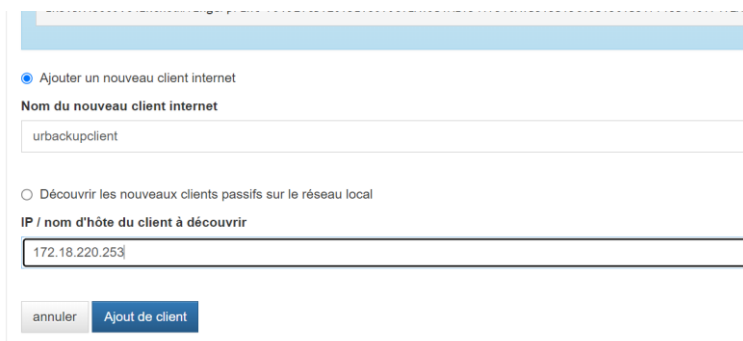 Ajouter un nouveau client internet
Nom du nouveau client internet
urbackupclient
Découvrir les nouveaux clients passifs sur le réseau local
IP / nom d'hôte du client à découvrir
172.18.220.253
annuler Ajout de client